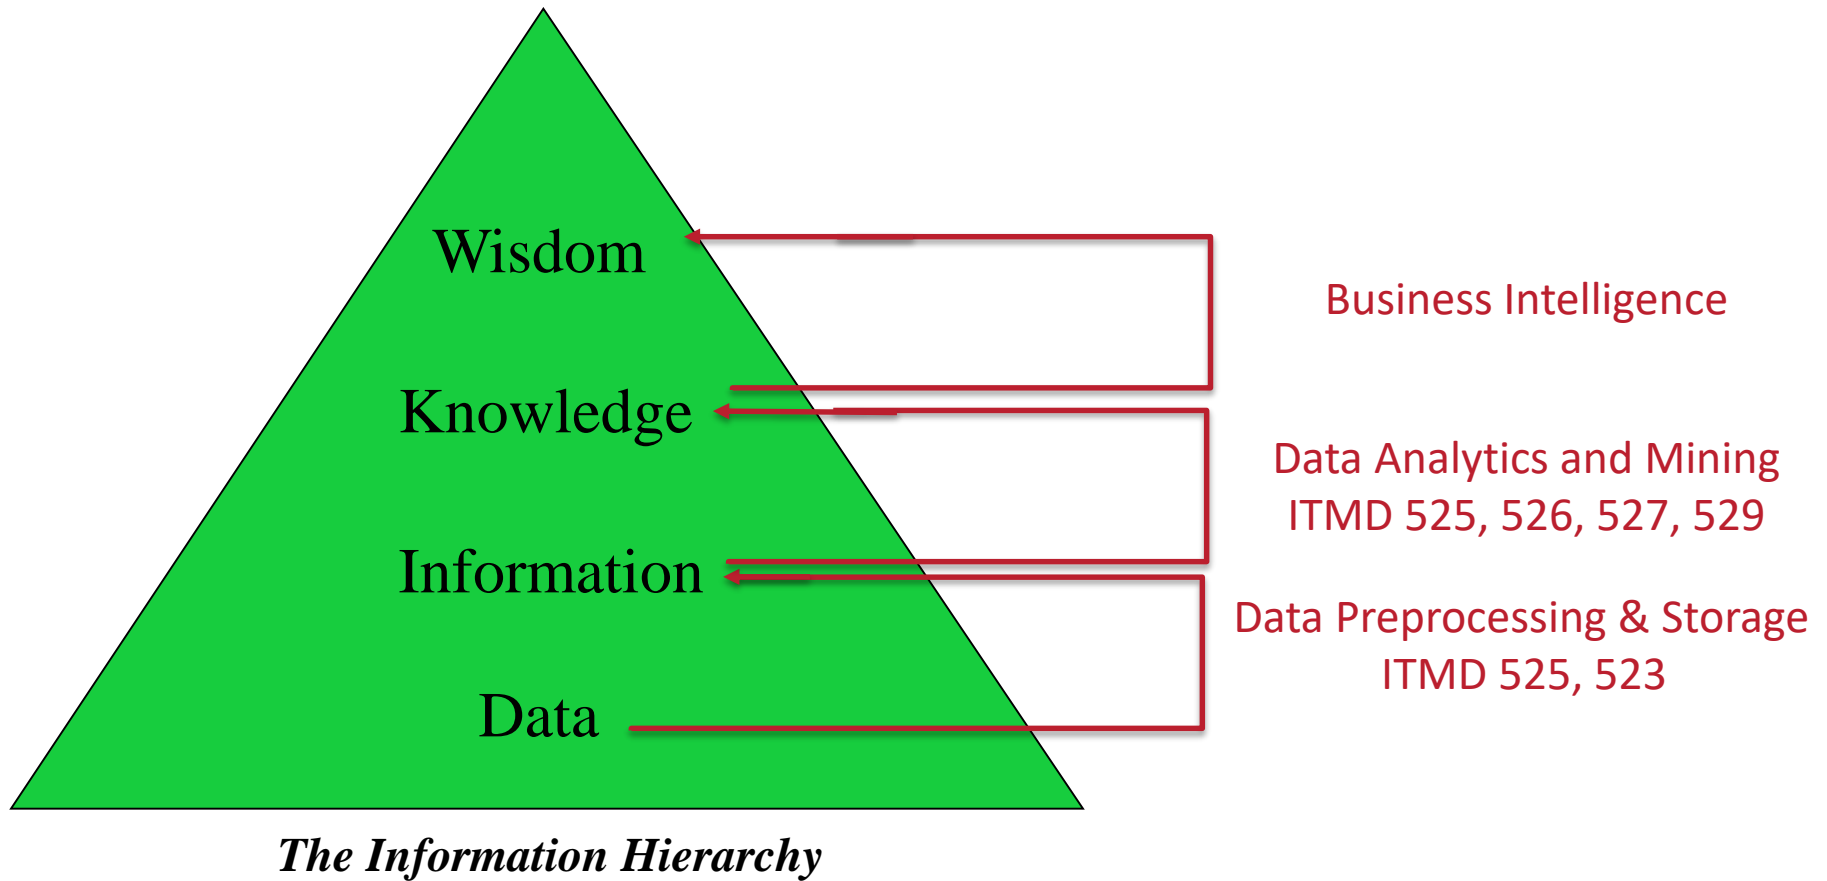 Wisdom
Business Intelligence
Knowledge
Data Analytics and Mining
ITMD 525, 526, 527, 529
Information
Data Preprocessing & Storage
ITMD 525, 523
Data
The Information Hierarchy